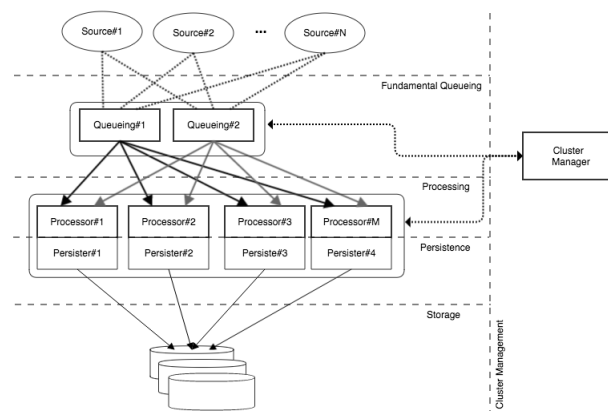 Source#1
Source#2
...
Source#N
Fundamental Queueing
Queueing#1
Queueing#2
Cluster
Manager
Processing
Processor#1
Processor#2
Processor#3
Processor#M
Persister#1
Persister#2
Persiste#3
Persister#4
Persistence
Storage
Cluster Management